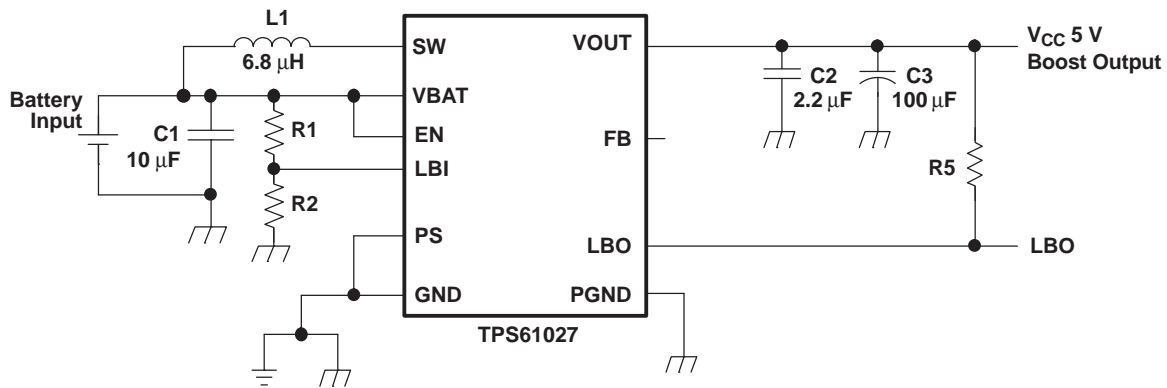 L1
6.8 μH
SW
VOUT
VCC 5 V
Boost Output
Battery
Input
C1
10 μF
VBAT
R1
EN
LBI
R2
C2
2.2 μF
C3
100 μF
FB
R5
PS
LBO
LBO
GND
PGND
TPS61027